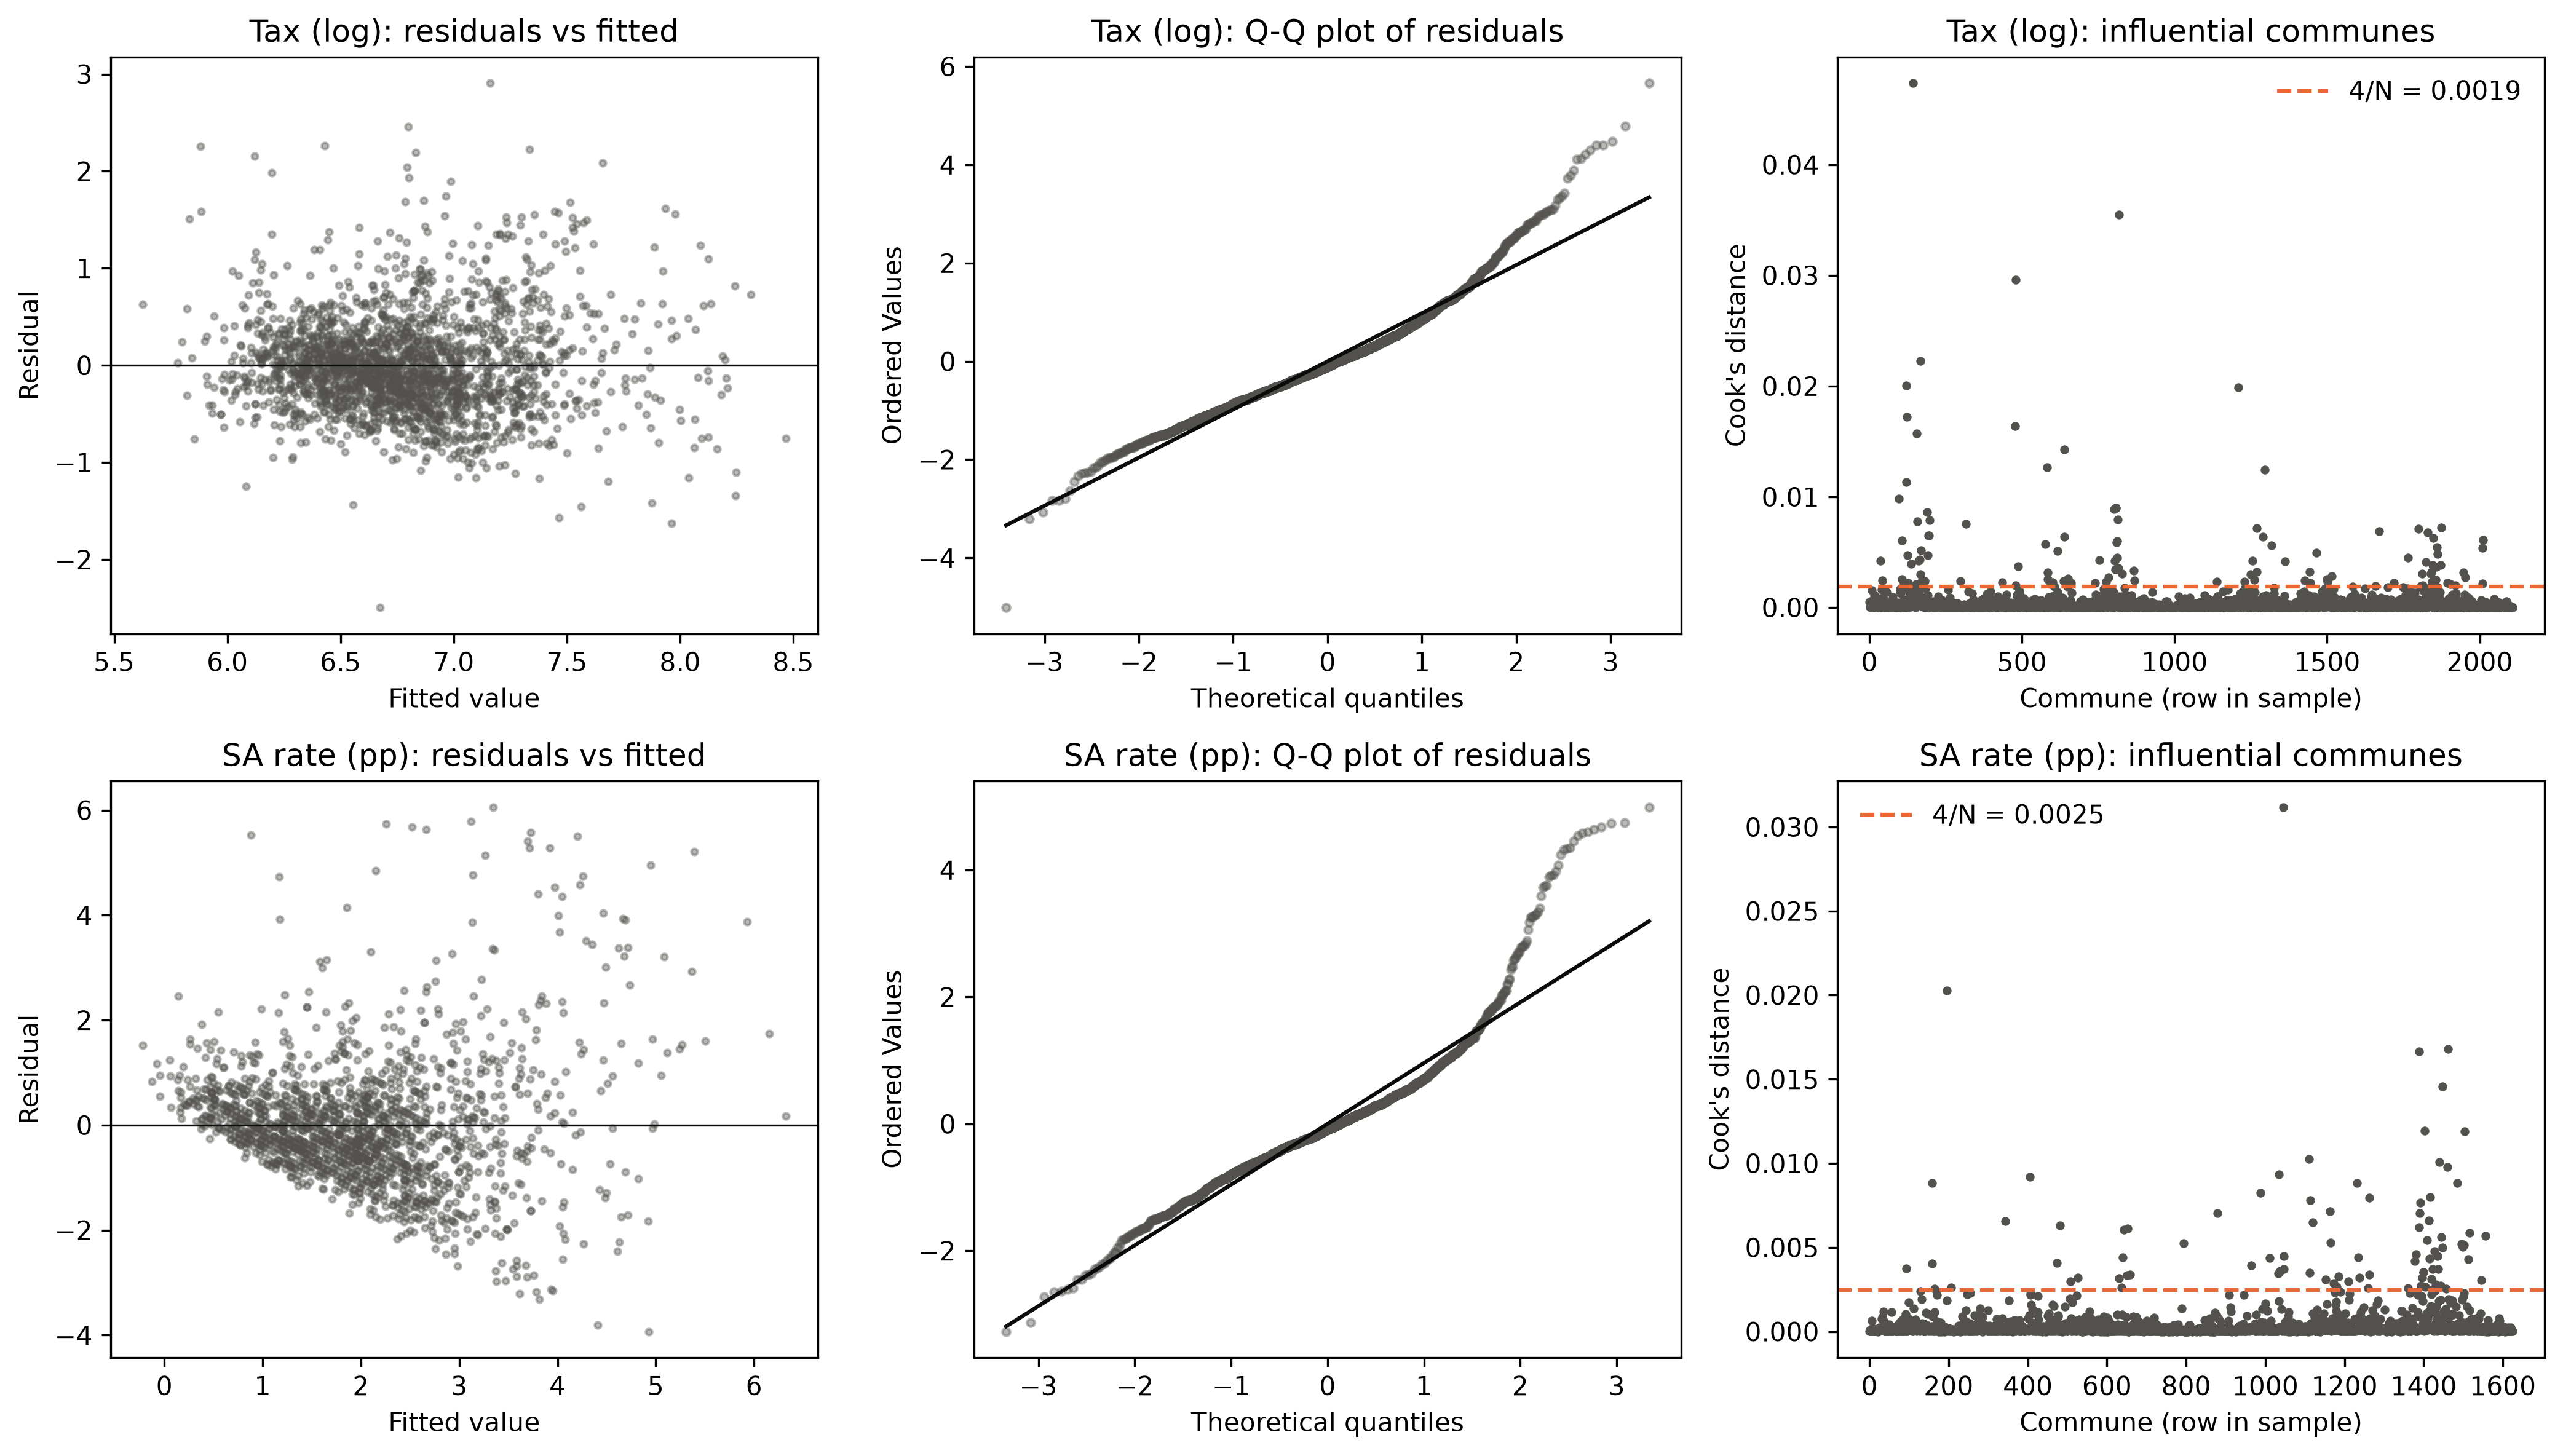 Tax (log): residuals vs fitted
3
2
1
0
−1
−2
Residual
5.5 6.0 6.5 7.0 7.5 8.0 8.5
Fitted value
Tax (log): Q-Q plot of residuals
6
4
2
0
−2
−4
Ordered Values
−3 −2 −1 0 1 2 3
Theoretical quantiles
Tax (log): influential communes
4/N = 0.0019
0.04
0.03
0.02
0.01
0.00
Cook's distance
0 500 1000 1500 2000
Commune (row in sample)
SA rate (pp): residuals vs fitted
6
4
2
0
−2
−4
Residual
0 1 2 3 4 5 6
Fitted value
SA rate (pp): Q-Q plot of residuals
4
2
0
−2
Ordered Values
−3 −2 −1 0 1 2 3
Theoretical quantiles
SA rate (pp): influential communes
4/N = 0.0025
0.030
0.025
0.020
0.015
0.010
0.005
0.000
Cook's distance
0 200 400 600 800 1000 1200 1400 1600
Commune (row in sample)